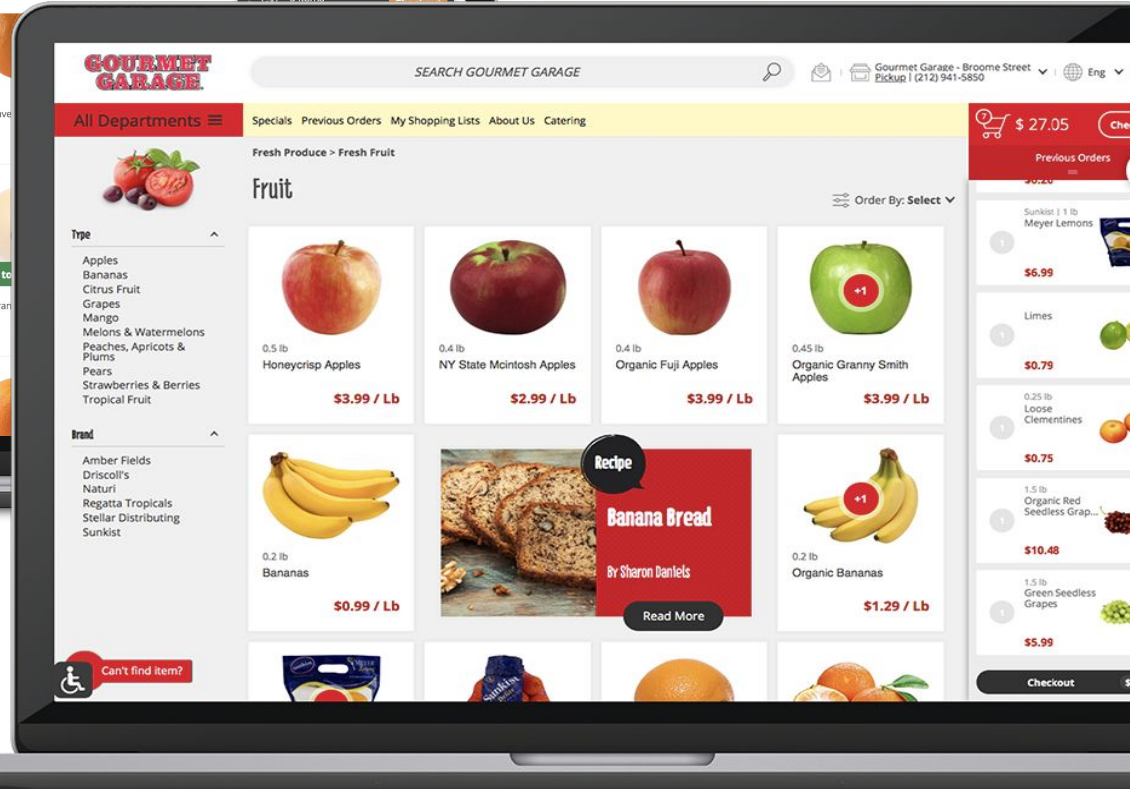 GOURMET
GARAGE
SEARCH GOURMET GARAGE
Gourmet Garage - Broome Street
Pickup | (212) 941-5850
Eng
All Departments
Specials Previous Orders My Shopping Lists About Us Catering
7
$ 27.05
Previous Orders
Fresh Produce > Fresh Fruit
Fruit
Order By: Select
Type
Apples
Bananas
Citrus Fruit
Grapes
Mango
Melons & Watermelons
Peaches, Apricots &
Plums
Pears
Strawberries & Berries
Tropical Fruit
Brand
Amber Fields
Driscoll's
Naturi
Regatta Tropicals
Stellar Distributing
Sunkist
Can't find item?
0.5 lb
Honeycrisp Apples
$3.99 / Lb
0.4 lb
NY State Mcintosh Apples
$2.99 / Lb
0.4 lb
Organic Fuji Apples
$3.99 / Lb
+1
0.45 lb
Organic Granny Smith
Apples
$3.99 / Lb
0.2 lb
Bananas
$0.99 / Lb
Recipe
Banana Bread
By Sharon Daniels
Read More
+1
0.2 lb
Organic Bananas
$1.29 / Lb
Sunkist
Sunkist | 1 lb
Meyer Lemons
1
$6.99
Limes
1
$0.79
0.25 lb
Loose
Clementines
1
$0.75
1.5 lb
Organic Red
Seedless Grap...
1
$10.48
1.5 lb
Green Seedless
Grapes
1
$5.99
Checkout
$